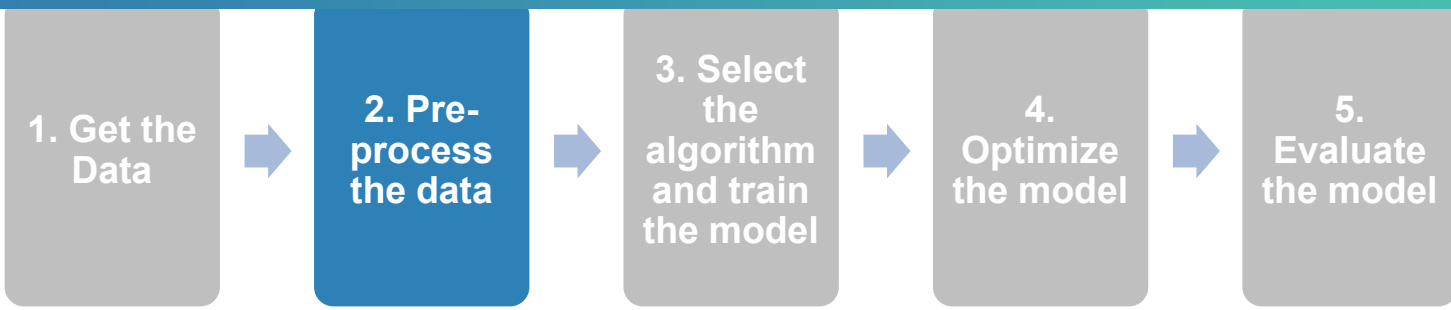 1. Get the
Data
2. Pre-
process
the data
3. Select
the
algorithm
and train
the model
4.
Optimize
the model
5.
Evaluate
the model